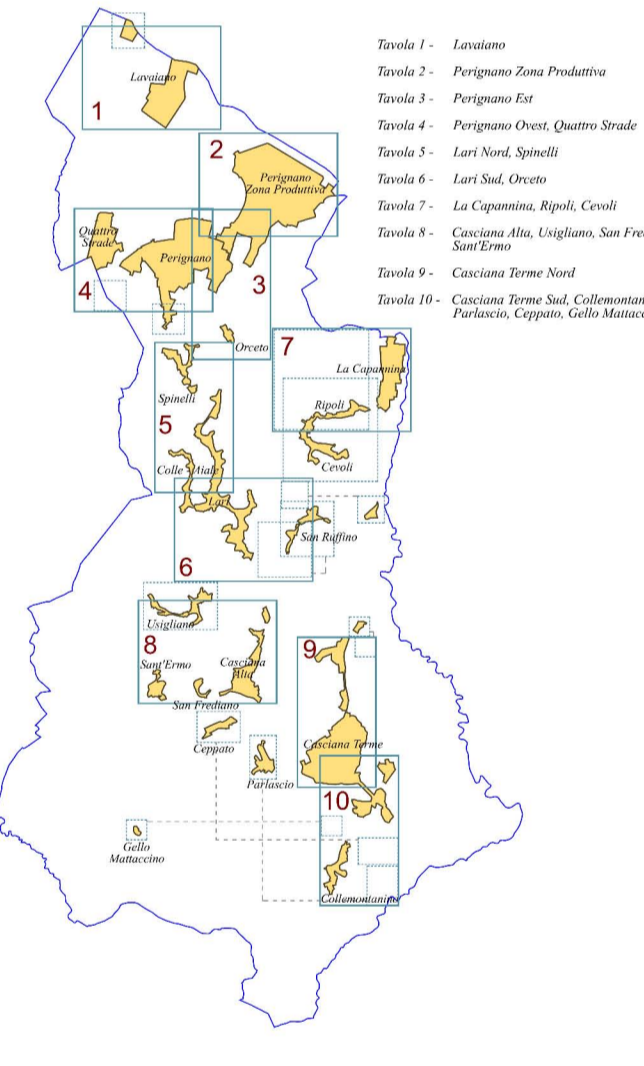 Tavola 1 - Lavaiano
Tavola 2 - Perignano Zona Produttiva
Tavola 3 - Perignano Est
Tavola 4 - Perignano Ovest, Quattro Strade
Tavola 5 - Lari Nord, Spinelli
Tavola 6 - Lari Sud, Orceto
Tavola 7 - La Capannina, Ripoli, Cevoli
Tavola 8 - Casciana Alta, Usigliano, San Fre
Sant'Ermo
Tavola 9 - Casciana Terme Nord
Tavola 10 - Casciana Terme Sud, Collemontan
Parlascio, Ceppato, Gello Mattacc
Lavaiano
1
2
Perignano
Zona Produttiva
Quattro
Strade
Perignano
4
3
Orceto
7
La Capannina
Spinelli
Ripoli
5
Cevoli
Colle
Lari
San Ruffino
6
Usigliano
8
9
Sant'Ermo
Casciana
Alta
San Frediano
Ceppato
Casciana Terme
Parlascio
10
Gello
Mattaccino
Collemontanino